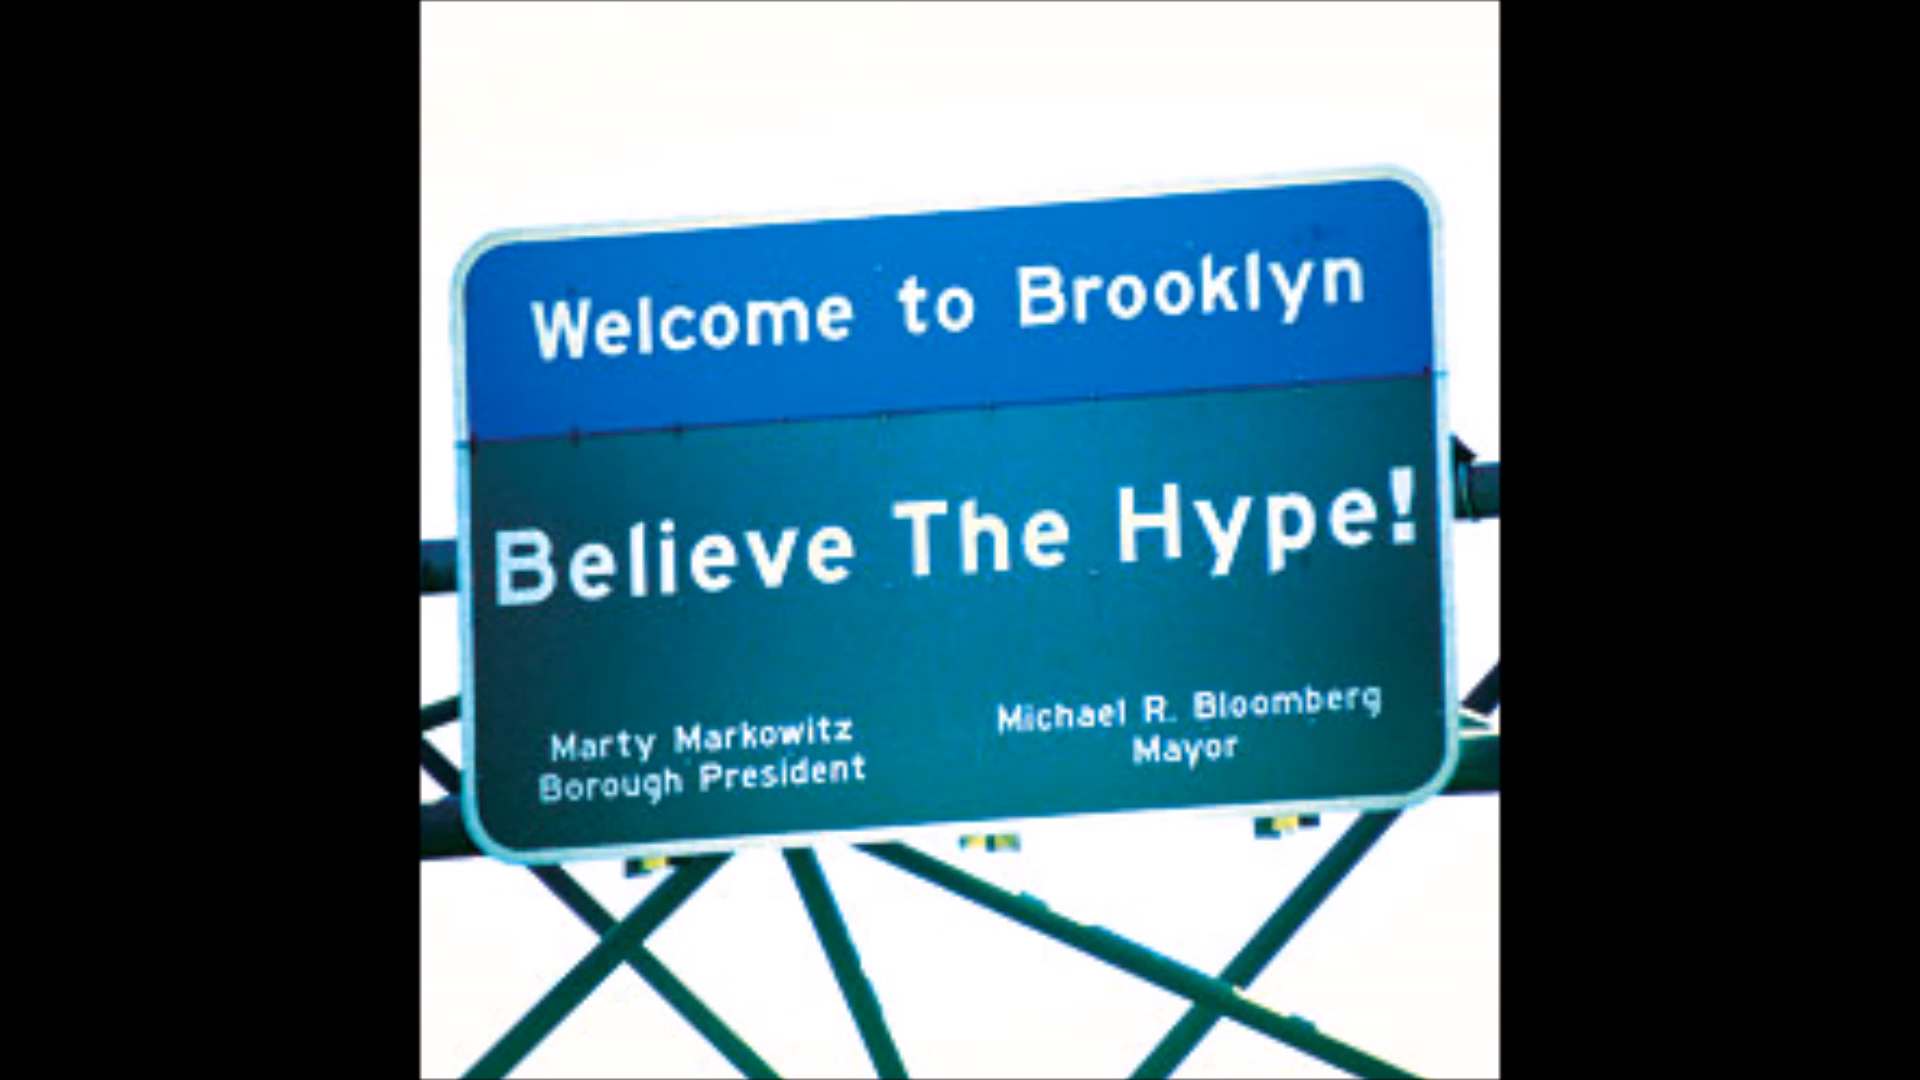 Welcome to Brooklyn
Believe The Hype!
Marty Markowitz
Borough President
Michael R. Bloomberg
Mayor